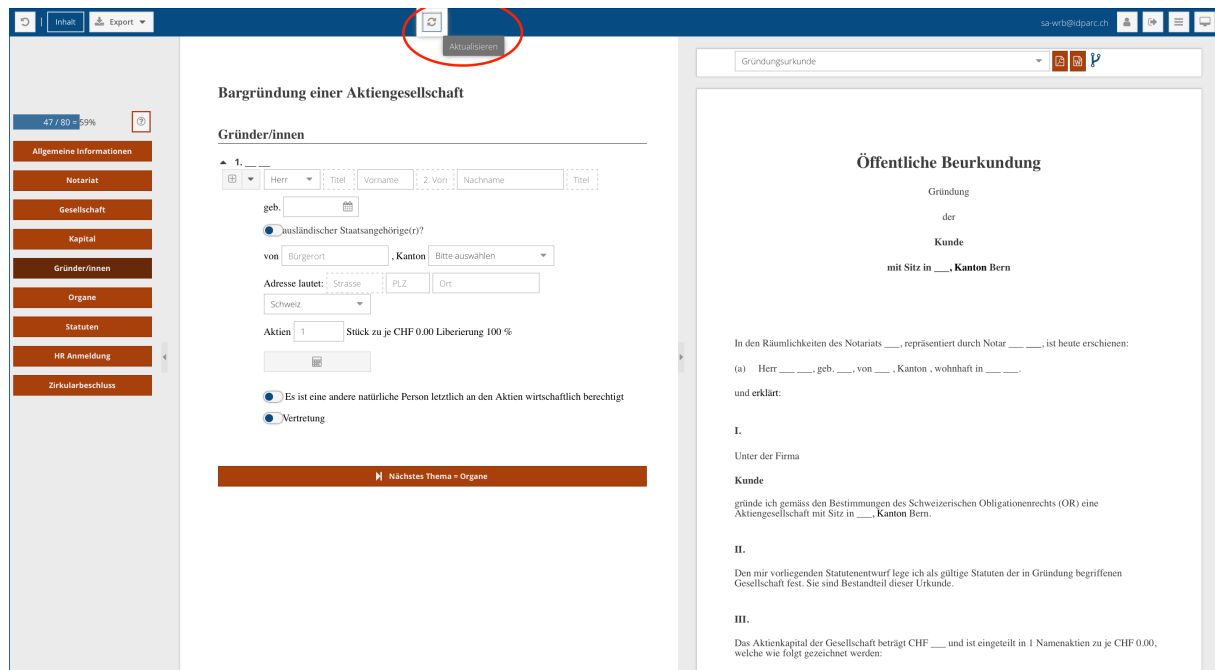 Inhalt
Export
Aktualisieren
sa-wrb@idparc.ch
47 / 80 = 59%
Allgemeine Informationen
Notariat
Gesellschaft
Kapital
Gründer/innen
Organe
Statuten
HR Anmeldung
Zirkularbeschluss
Bargründung einer Aktiengesellschaft
Gründer/innen
1. __ __
Herr Titel Vorname 2. Vorn Nachname Titel
geb.
ausländischer Staatsangehörige(r)?
von Bürgerort , Kanton Bitte auswählen
Adresse lautet: Strasse PLZ Ort
Schweiz
Aktien 1 Stück zu je CHF 0.00 Liberierung 100 %
Es ist eine andere natürliche Person letztlich an den Aktien wirtschaftlich berechtigt
Vertretung
Nächstes Thema = Organe
Gründungsurkunde
Öffentliche Beurkundung
Gründung
der
Kunde
mit Sitz in ___, Kanton Bern
In den Räumlichkeiten des Notariats ___, repräsentiert durch Notar ___ ___, ist heute erschienen:
(a) Herr ___ ___, geb. ___, von ___ , Kanton , wohnhaft in ___ ___.
und erklärt:
I.
Unter der Firma
Kunde
gründe ich gemäss den Bestimmungen des Schweizerischen Obligationenrechts (OR) eine
Aktiengesellschaft mit Sitz in ___, Kanton Bern.
II.
Den mir vorliegenden Statutenentwurf lege ich als gültige Statuten der in Gründung begriffenen
Gesellschaft fest. Sie sind Bestandteil dieser Urkunde.
III.
Das Aktienkapital der Gesellschaft beträgt CHF ___ und ist eingeteilt in 1 Namenaktien zu je CHF 0.00,
welche wie folgt gezeichnet werden: